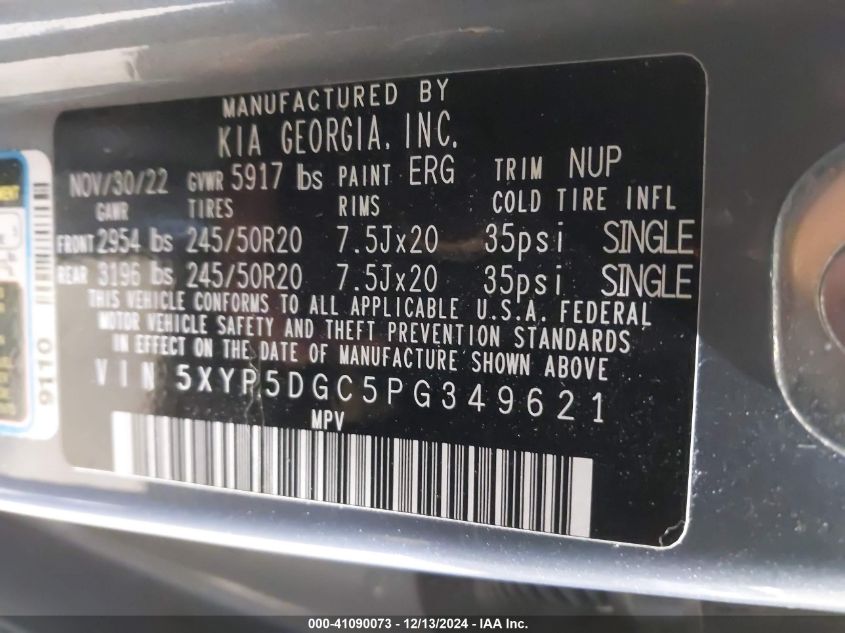 MANUFACTURED BY
KIA GEORGIA, INC.
NOV/30/22 GVWR 5917 lbs PAINT ERG TRIM NUP
GAWR TIRES RIMS COLD TIRE INFL
FRONT 2954 lbs 245/50R20 7.5Jx20 35psi SINGLE
REAR 3196 lbs 245/50R20 7.5Jx20 35psi SINGLE
THIS VEHICLE CONFORMS TO ALL APPLICABLE U.S.A. FEDERAL
MOTOR VEHICLE SAFETY AND THEFT PREVENTION STANDARDS
IN EFFECT ON THE DATE OF MANUFACTURE SHOWN ABOVE
VIN 5XYP5DGC5PG349621
MPV
9110
000-41090073 - 12/13/2024 - IAA Inc.